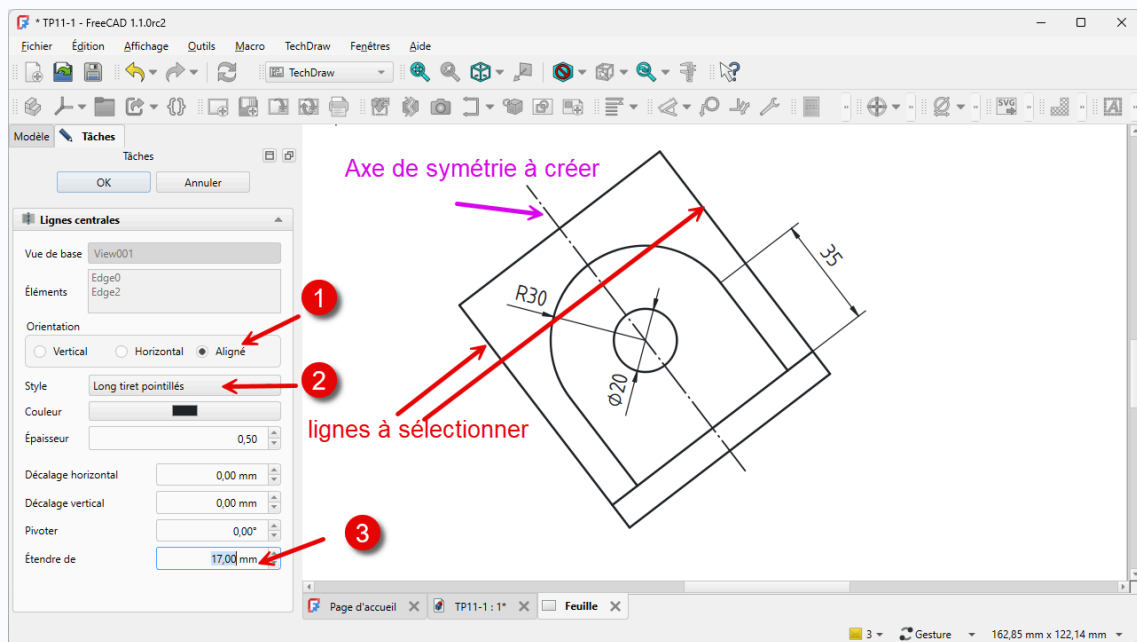 * TP11-1 - FreeCAD 1.1.0rc2
Fichier Édition Affichage Outils Macro TechDraw Fenêtres Aide
TechDraw
SVG
A
Modèle Tâches
Tâches
OK Annuler
Lignes centrales
Vue de base View001
Éléments Edge0
Edge2
Orientation
Vertical Horizontal Aligné
Style Long tiret pointillés
Couleur
Épaisseur 0,50
Décalage horizontal 0,00 mm
Décalage vertical 0,00 mm
Pivoter 0,00°
Étendre de 17,00 mm
1
2
3
Axe de symétrie à créer
35
R30
Φ20
lignes à sélectionner
Page d'accueil TP11-1 : 1* Feuille
3 Gesture 162,85 mm x 122,14 mm